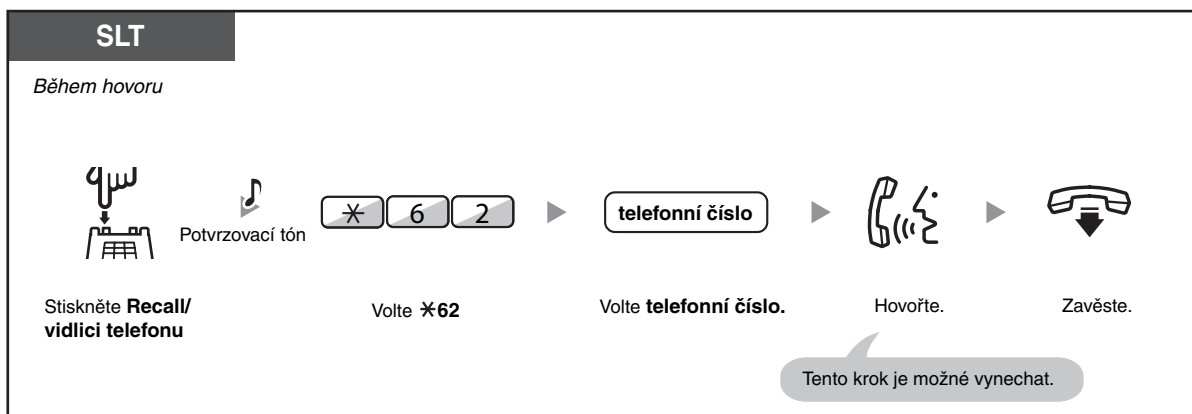 SLT
Během hovoru
Potvrzovací tón
* 6 2
telefonní číslo
Stiskněte Recall/
vidlici telefonu
Volte *62
Volte telefonní číslo.
Hovořte.
Zavěste.
Tento krok je možné vynechat.